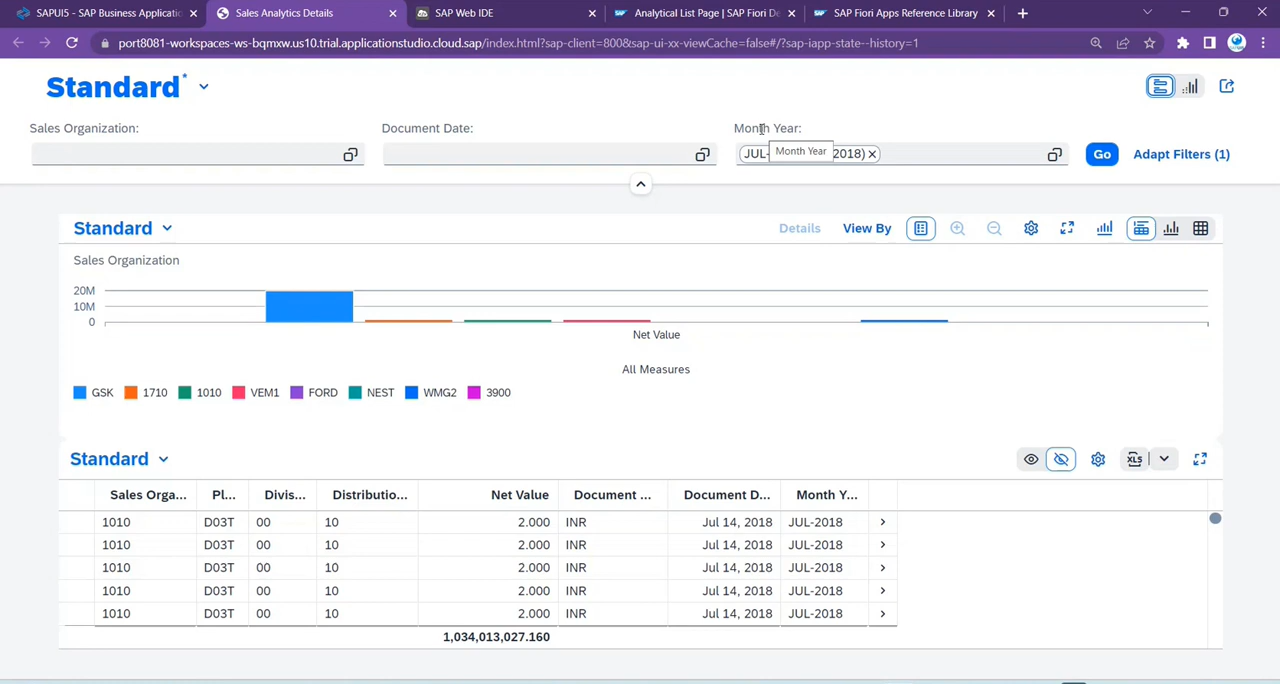 SAPUI5 - SAP Business Applicatio
Sales Analytics Details
SAP Web IDE
Analytical List Page | SAP Fiori De
SAP Fiori Apps Reference Library
port8081-workspaces-ws-bqmxw.us10.trial.applicationstudio.cloud.sap/index.html?sap-client=800&sap-ui-xx-viewCache=false#/?sap-iapp-state--history=1
Standard*
Sales Organization:
Document Date:
Month Year:
JUL-
Month Year
2018)
Go
Adapt Filters (1)
Standard
Details
View By
Sales Organization
20M
10M
0
Net Value
All Measures
GSK 1710 1010 VEM1 FORD NEST WMG2 3900
Standard
XLS
Sales Orga... Pl... Divis... Distributio... Net Value Document ... Document D... Month Y...
1010 D03T 00 10 2.000 INR Jul 14, 2018 JUL-2018
1010 D03T 00 10 2.000 INR Jul 14, 2018 JUL-2018
1010 D03T 00 10 2.000 INR Jul 14, 2018 JUL-2018
1010 D03T 00 10 2.000 INR Jul 14, 2018 JUL-2018
1010 D03T 00 10 2.000 INR Jul 14, 2018 JUL-2018
1,034,013,027.160